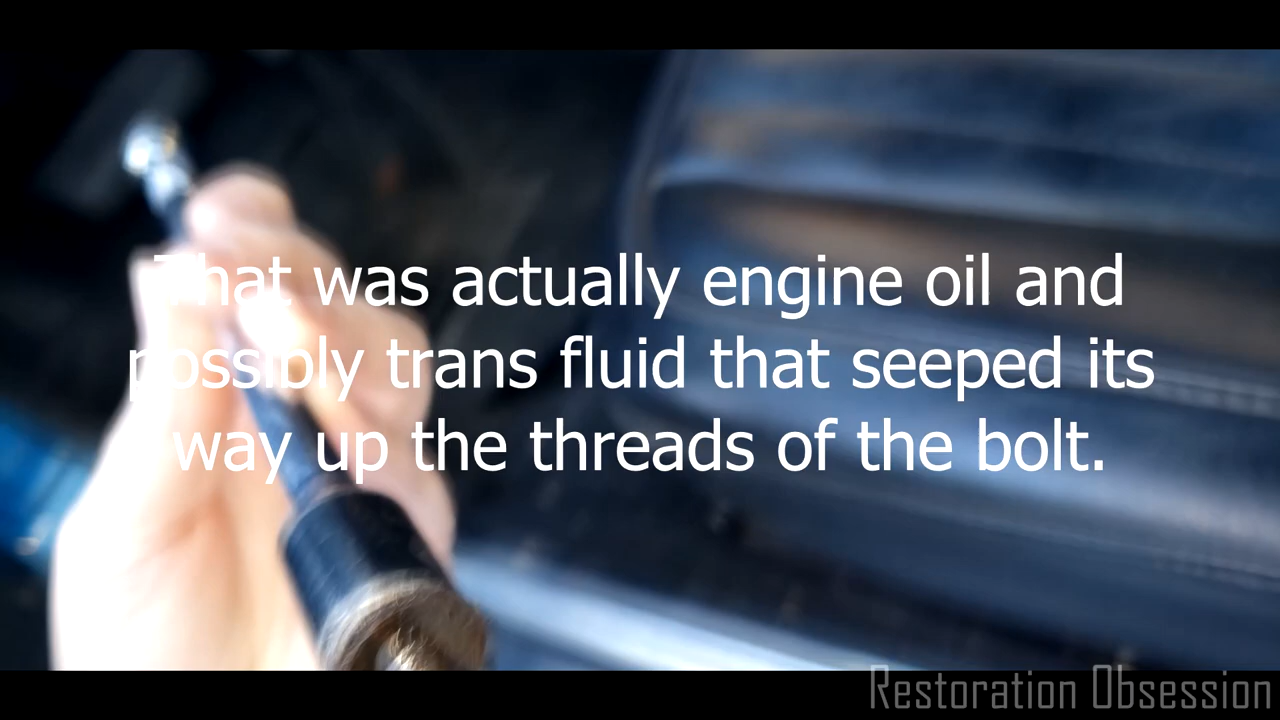 That was actually engine oil and
possibly trans fluid that seeped its
way up the threads of the bolt.
Restoration Obsession